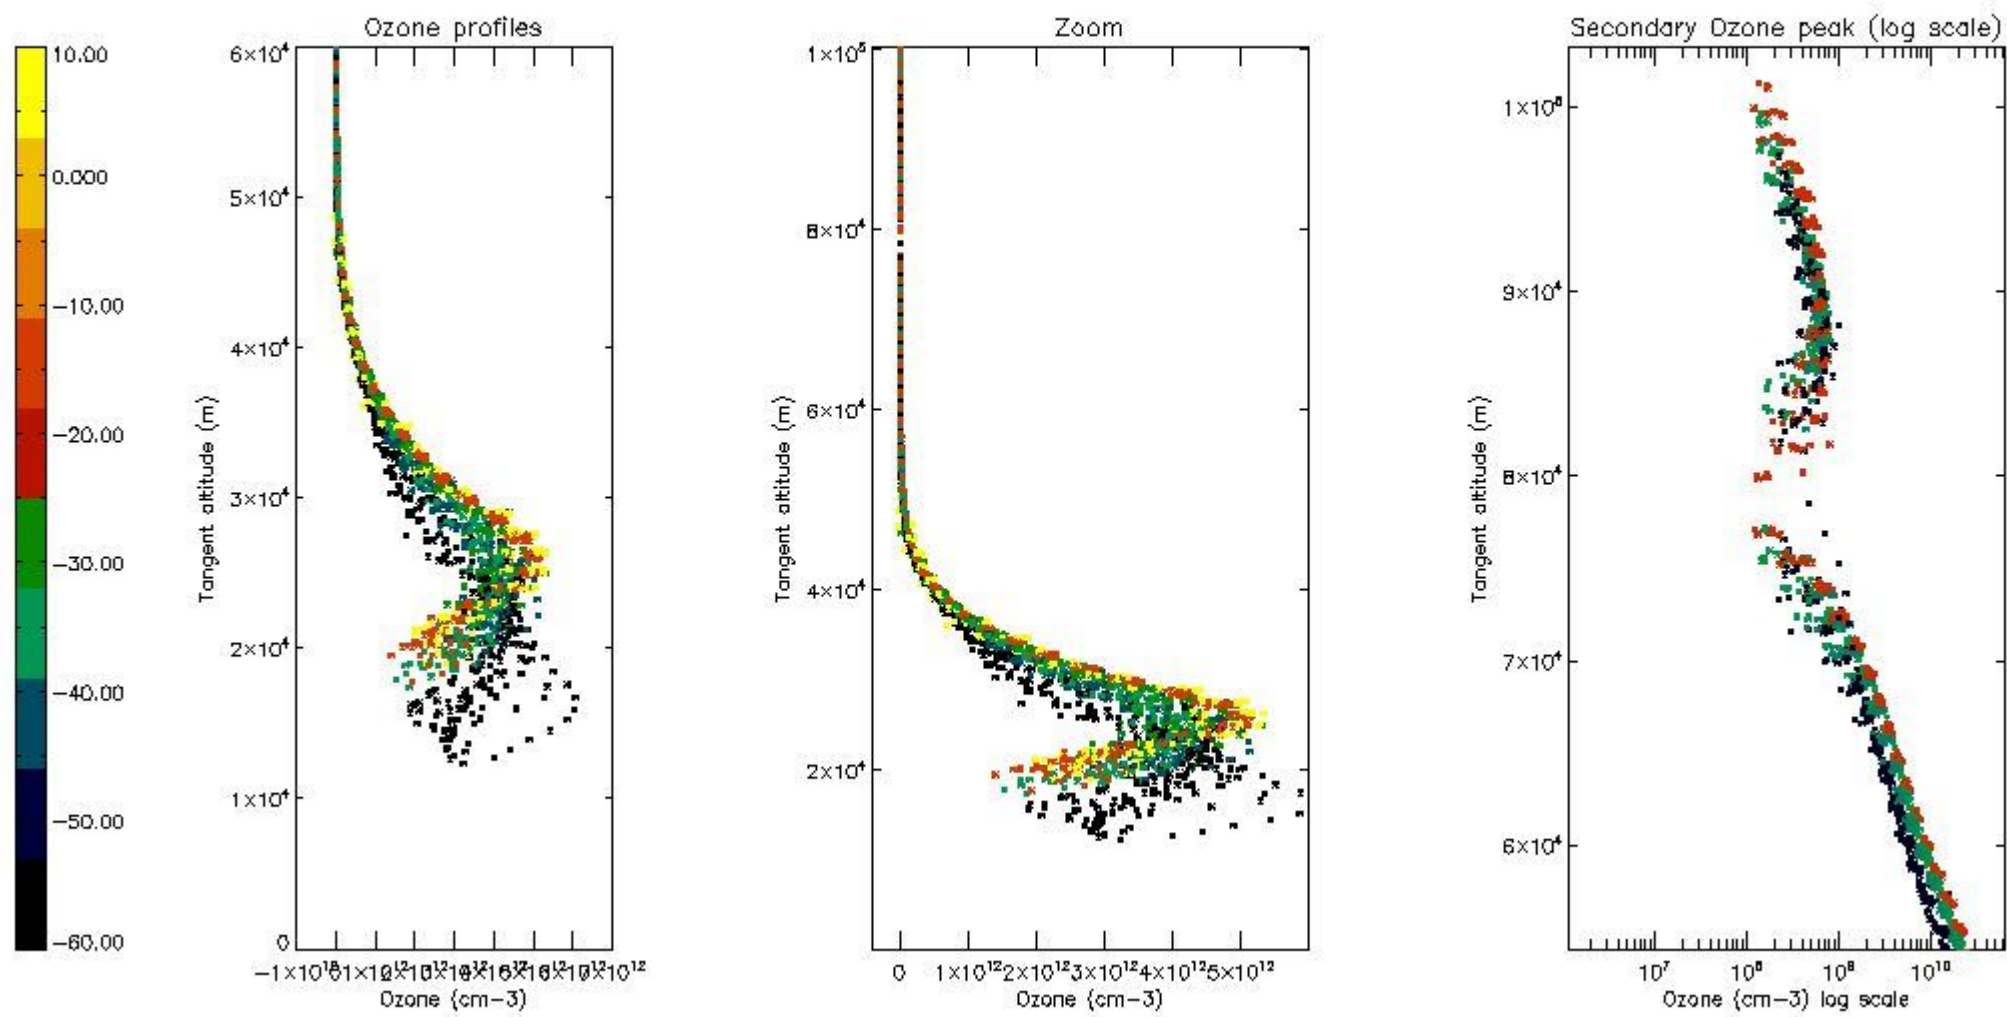 Ozone profiles
Zoom
Secondary Ozone peak (log scale)
10.00
0.000
−10.00
−20.00
−30.00
−40.00
−50.00
−60.00
Tangent altitude (m)
6×10⁴
5×10⁴
4×10⁴
3×10⁴
2×10⁴
1×10⁴
0
Ozone (cm−3)
Tangent altitude (m)
1×10⁵
8×10⁴
6×10⁴
4×10⁴
2×10⁴
0 1×10¹² 2×10¹² 3×10¹² 4×10¹² 5×10¹²
Ozone (cm−3)
Tangent altitude (m)
1×10⁵
9×10⁴
8×10⁴
7×10⁴
6×10⁴
10⁷ 10⁸ 10⁹ 10¹⁰
Ozone (cm−3) log scale